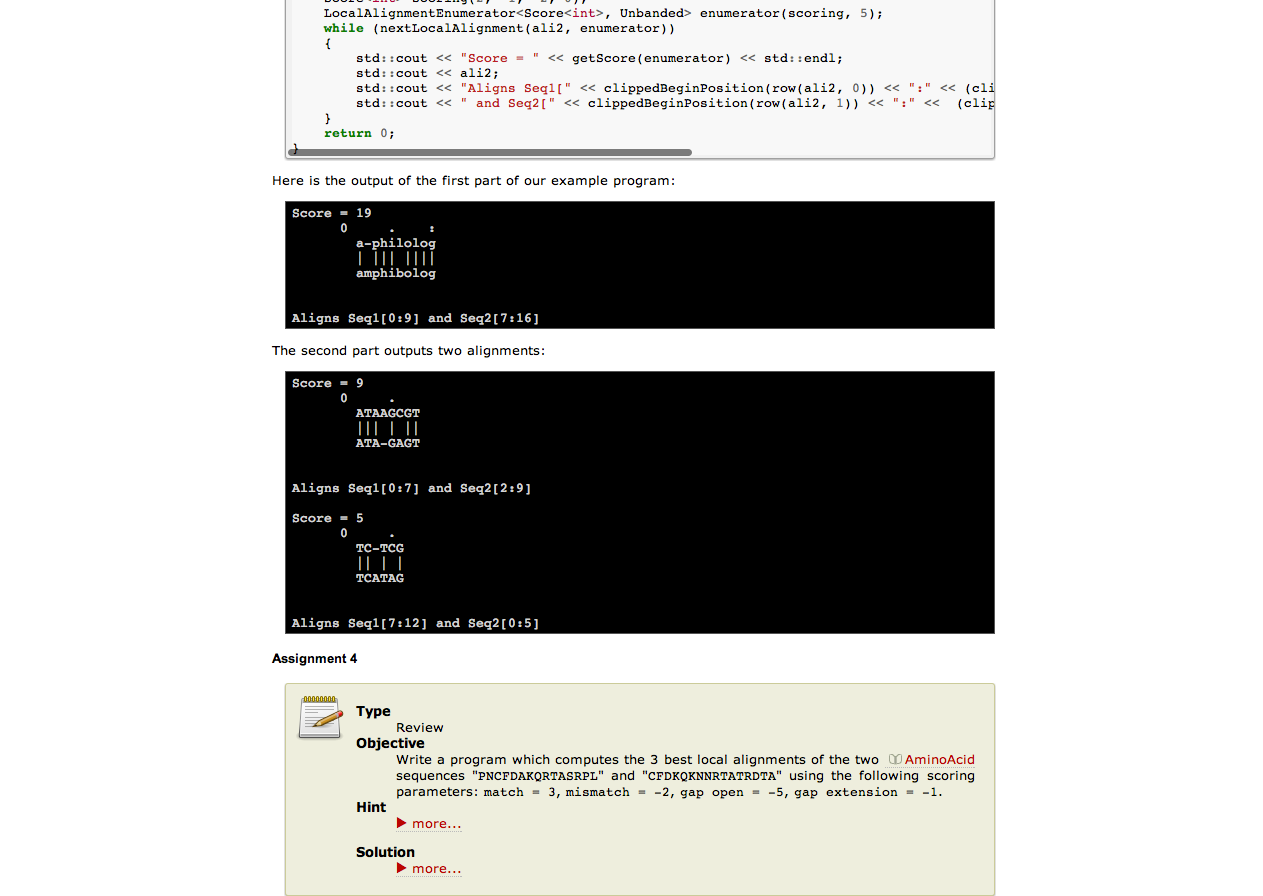 LocalAlignmentEnumerator<Score<int>, Unbanded> enumerator(scoring, 5);
while (nextLocalAlignment(ali2, enumerator))
{
std::cout << "Score = " << getScore(enumerator) << std::endl;
std::cout << ali2;
std::cout << "Aligns Seq1[" << clippedBeginPosition(row(ali2, 0)) << ":" << (cli
std::cout << " and Seq2[" << clippedBeginPosition(row(ali2, 1)) << ":" <<  (clip
}
return 0;
}
Here is the output of the first part of our example program:
Score = 19
0     .    :
a-philolog
| ||| ||||
amphibolog
Aligns Seq1[0:9] and Seq2[7:16]
The second part outputs two alignments:
Score = 9
0     .
ATAAGCGT
||| | ||
ATA-GAGT
Aligns Seq1[0:7] and Seq2[2:9]
Score = 5
0     .
TC-TCG
|| | |
TCATAG
Aligns Seq1[7:12] and Seq2[0:5]
Assignment 4
Type
Review
Objective
Write a program which computes the 3 best local alignments of the two AminoAcid
sequences "PNCFDAKQRTASRPL" and "CFDKQKNNRTATRDTA" using the following scoring
parameters: match = 3, mismatch = -2, gap open = -5, gap extension = -1.
Hint
▶ more...
Solution
▶ more...